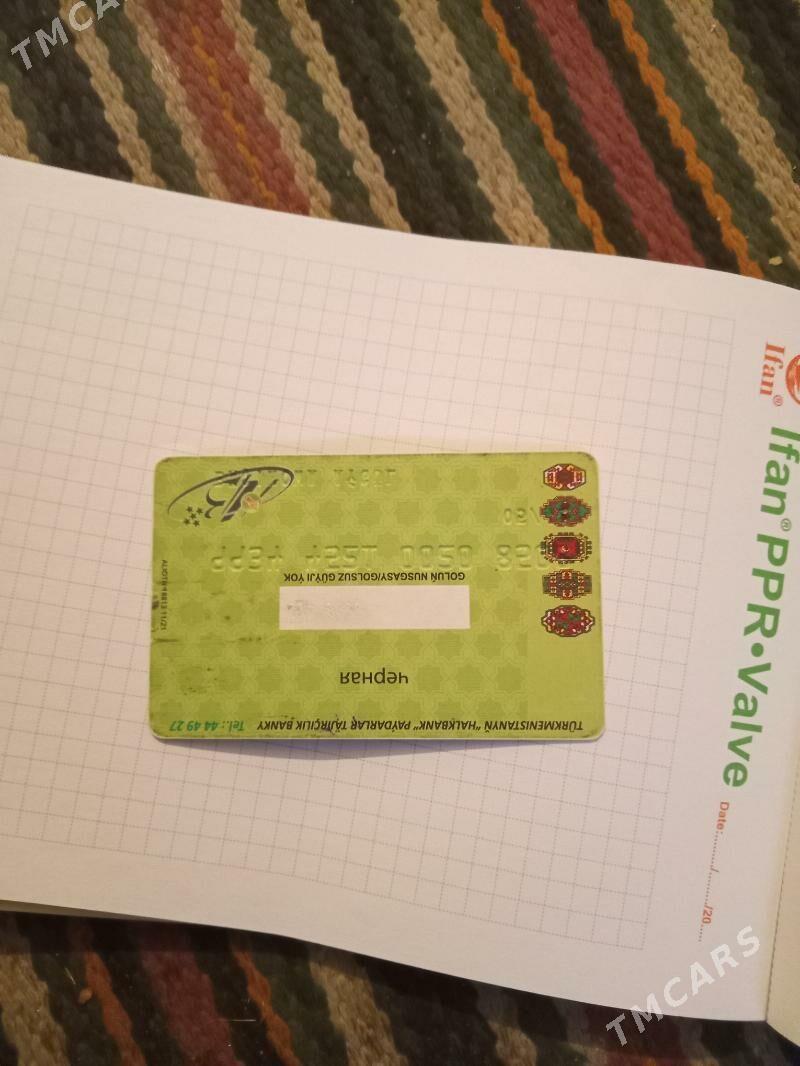 TMCARS
Ifan®
Ifan® PPR•Valve
Date:......../......../20.....
TÜRKMENISTANYŇ "HALKBANK" PAÝDARLAR TÄJIRÇILIK BANKY Tel.: 44 49 27
черная
GOLUŇ NUSGASY/GOLSUZ GÜÝJI ÝOK
TMCARS